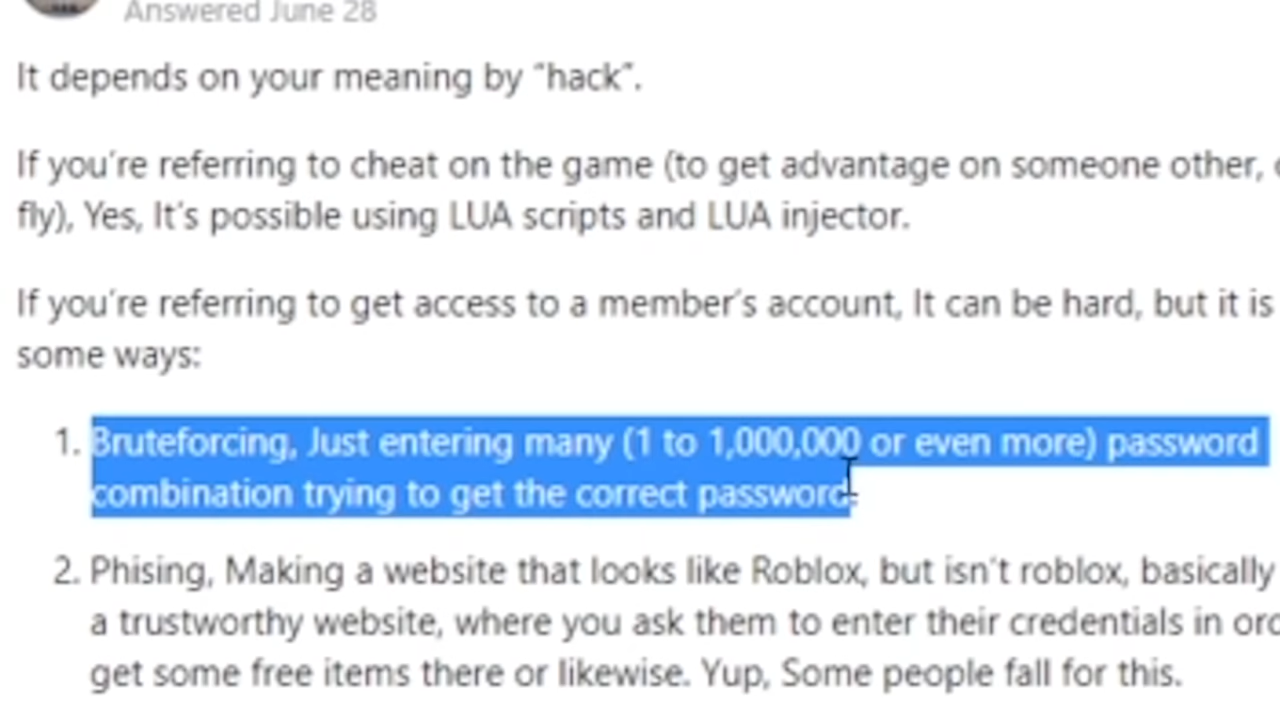 Answered June 28
It depends on your meaning by "hack".
If you're referring to cheat on the game (to get advantage on someone other,
fly), Yes, It's possible using LUA scripts and LUA injector.
If you're referring to get access to a member's account, It can be hard, but it is
some ways:
1. Bruteforcing, Just entering many (1 to 1,000,000 or even more) password
combination trying to get the correct password.
2. Phising, Making a website that looks like Roblox, but isn't roblox, basically
a trustworthy website, where you ask them to enter their credentials in
get some free items there or likewise. Yup, Some people fall for this.